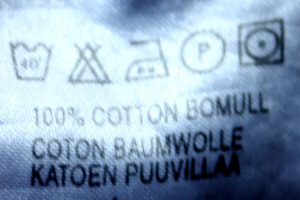 40°
P
100% COTTON BOMULL
COTON BAUMWOLLE
KATOEN PUUVILLAA